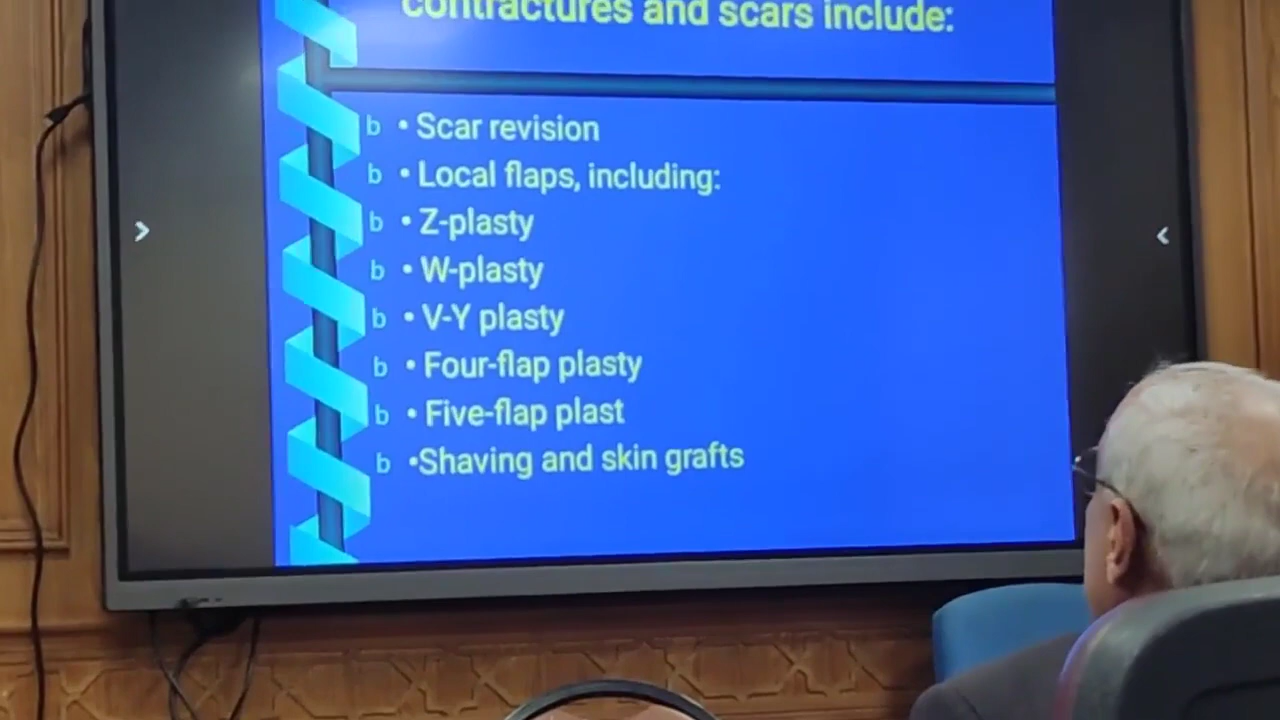 contractures and scars include:
b • Scar revision
b • Local flaps, including:
b • Z-plasty
b • W-plasty
b • V-Y plasty
b • Four-flap plasty
b • Five-flap plast
b •Shaving and skin grafts